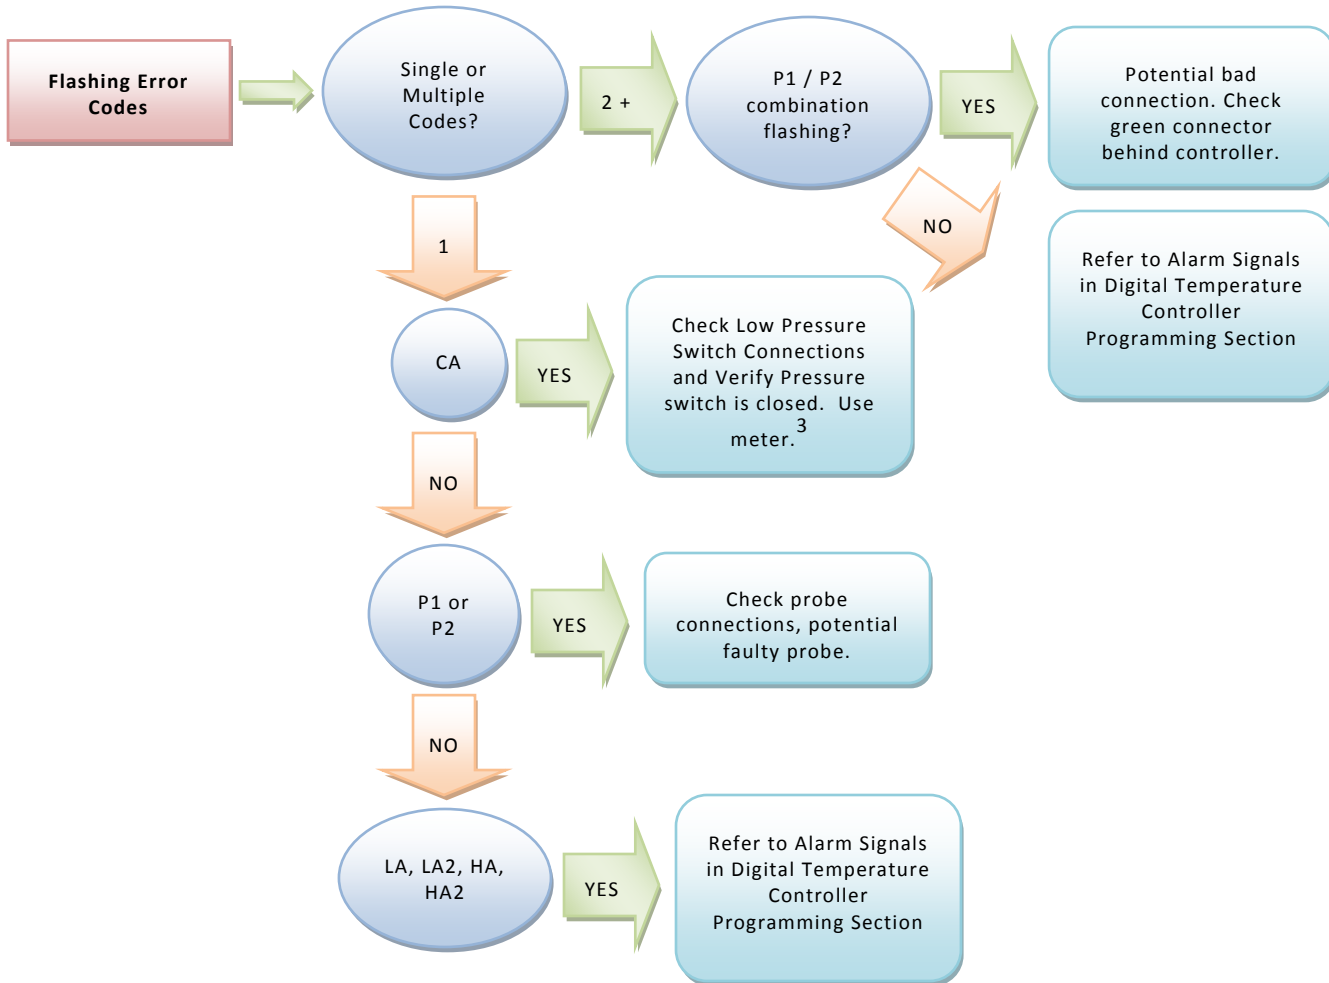 Flashing Error
Codes
Single or
Multiple
Codes?
2 +
P1 / P2
combination
flashing?
YES
Potential bad
connection. Check
green connector
behind controller.
NO
Refer to Alarm Signals
in Digital Temperature
Controller
Programming Section
1
CA
YES
Check Low Pressure
Switch Connections
and Verify Pressure
switch is closed. Use
meter.3
NO
P1 or
P2
YES
Check probe
connections, potential
faulty probe.
NO
LA, LA2, HA,
HA2
YES
Refer to Alarm Signals
in Digital Temperature
Controller
Programming Section